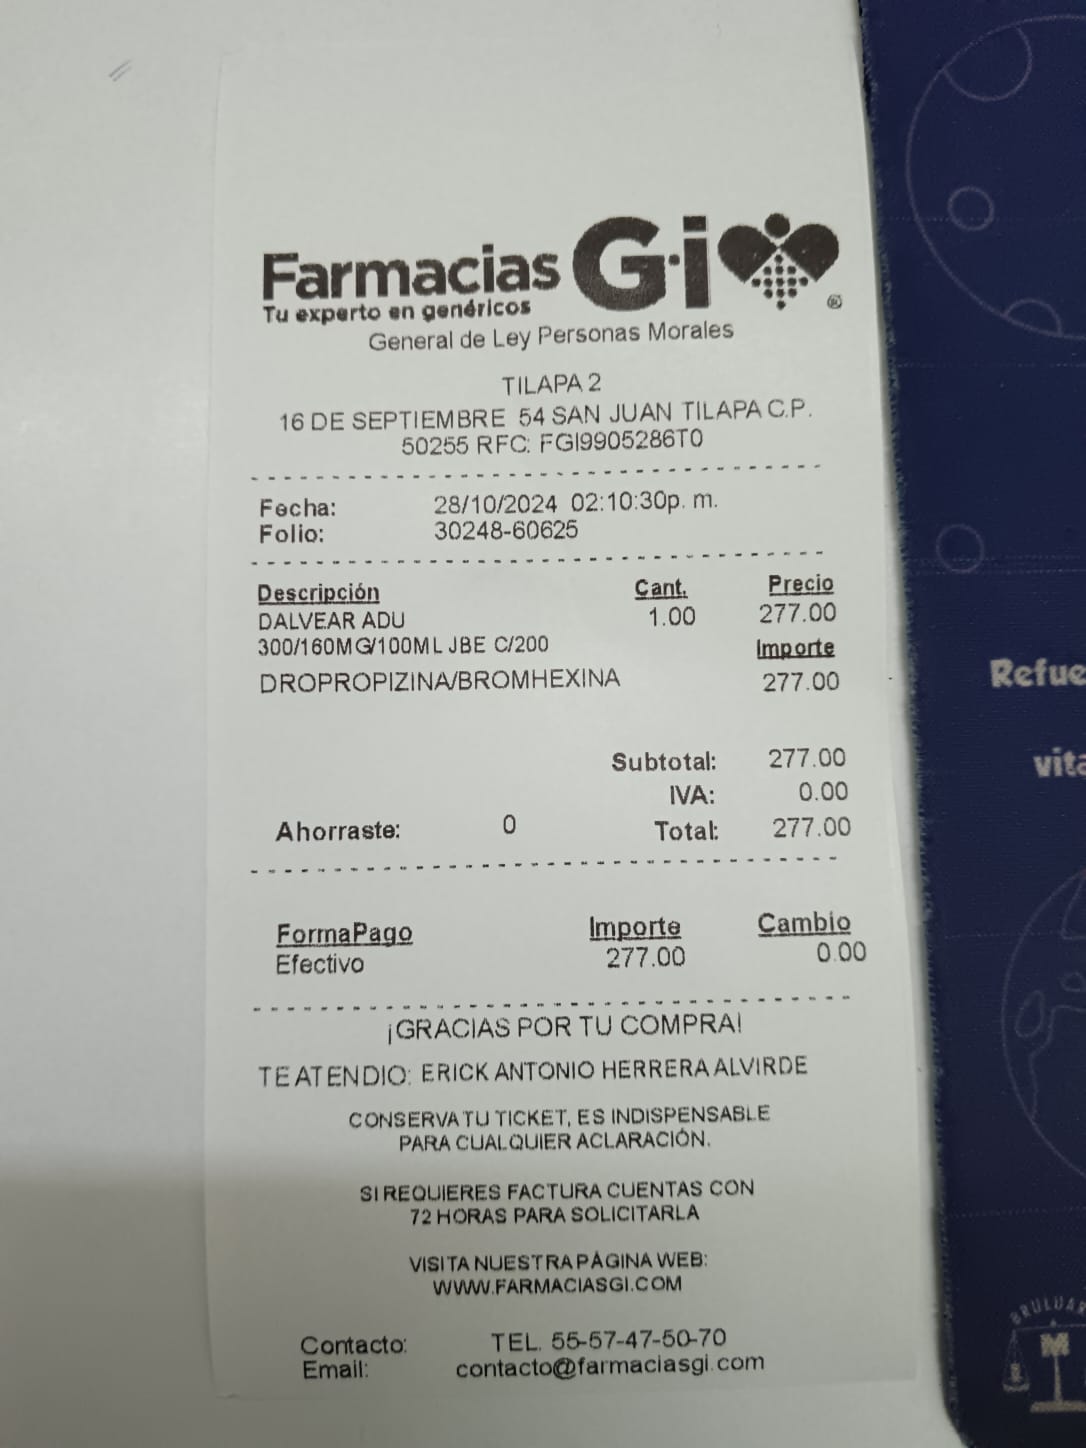 Farmacias G·i ®
Tu experto en genéricos
General de Ley Personas Morales
TILAPA 2
16 DE SEPTIEMBRE 54 SAN JUAN TILAPA C.P.
50255 RFC: FGI9905286T0
Fecha: 28/10/2024 02:10:30p. m.
Folio: 30248-60625
Descripción Cant. Precio
DALVEAR ADU 1.00 277.00
300/160MG/100ML JBE C/200 Importe
DROPROPIZINA/BROMHEXINA 277.00
Subtotal: 277.00
IVA: 0.00
Ahorraste: 0 Total: 277.00
FormaPago Importe Cambio
Efectivo 277.00 0.00
¡GRACIAS POR TU COMPRA!
TE ATENDIO: ERICK ANTONIO HERRERA ALVIRDE
CONSERVA TU TICKET, ES INDISPENSABLE
PARA CUALQUIER ACLARACIÓN.
SI REQUIERES FACTURA CUENTAS CON
72 HORAS PARA SOLICITARLA
VISITA NUESTRA PÁGINA WEB:
WWW.FARMACIASGI.COM
Contacto: TEL. 55-57-47-50-70
Email: contacto@farmaciasgi.com
Refue
vita
BRULUAR
M